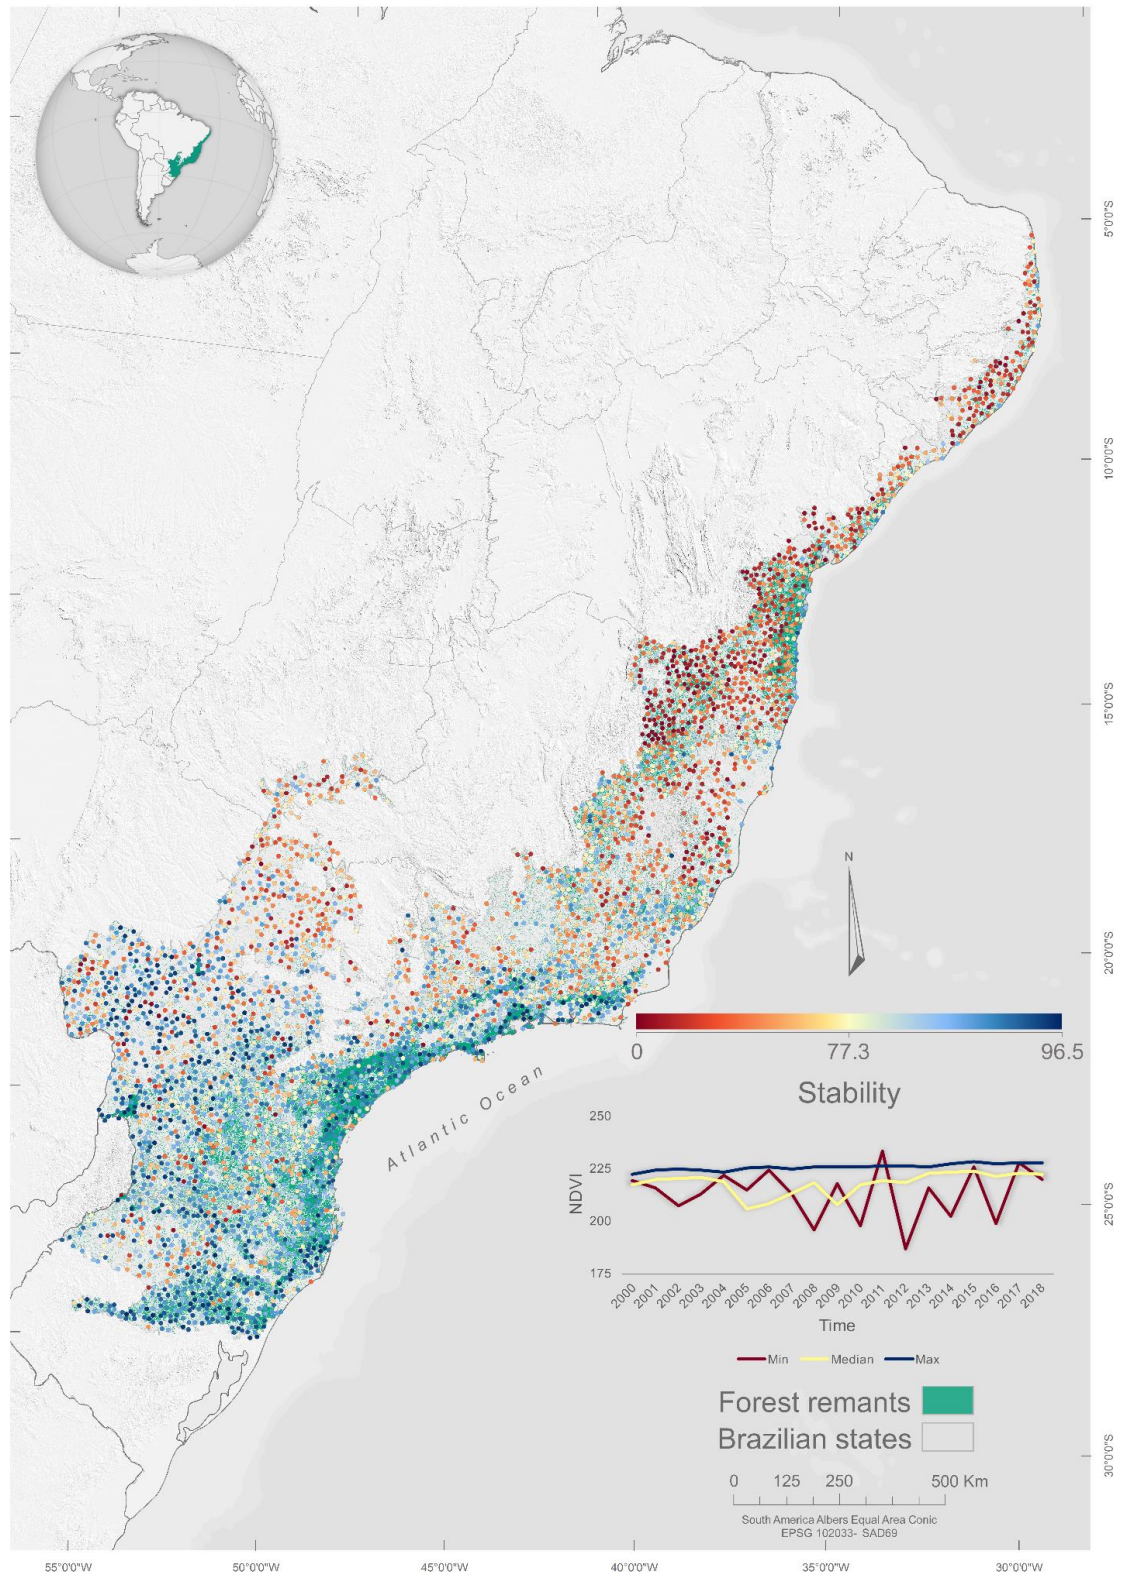 5°0'0"S
10°0'0"S
15°0'0"S
20°0'0"S
25°0'0"S
30°0'0"S
N
Atlantic Ocean
0 77.3 96.5
Stability
250
225
200
175
NDVI
2000 2001 2002 2003 2004 2005 2006 2007 2008 2009 2010 2011 2012 2013 2014 2015 2016 2017 2018
Time
Min Median Max
Forest remants
Brazilian states
0 125 250 500 Km
South America Albers Equal Area Conic
EPSG 102033- SAD69
55°0'0"W 50°0'0"W 45°0'0"W 40°0'0"W 35°0'0"W 30°0'0"W